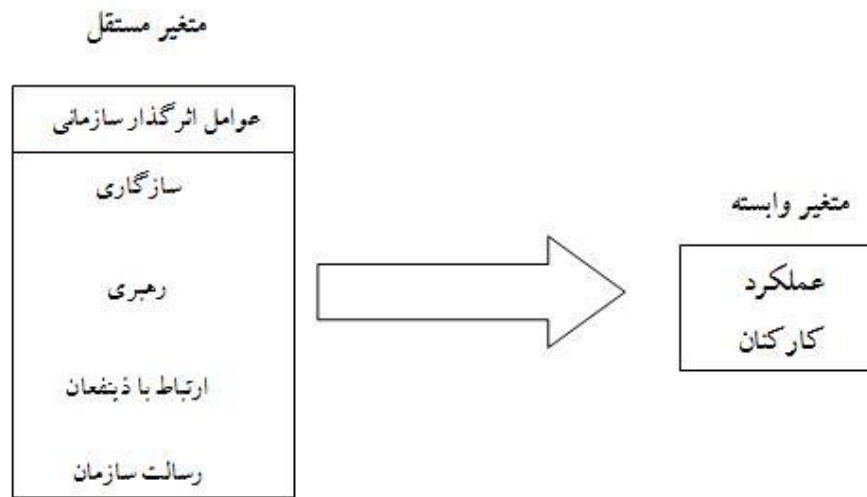 متغیر مستقل
عوامل اثرگذار سازمانی
سازگاری
رهبری
ارتباط با ذینفعان
رسالت سازمان
متغیر وابسته
عملکرد
کارکنان